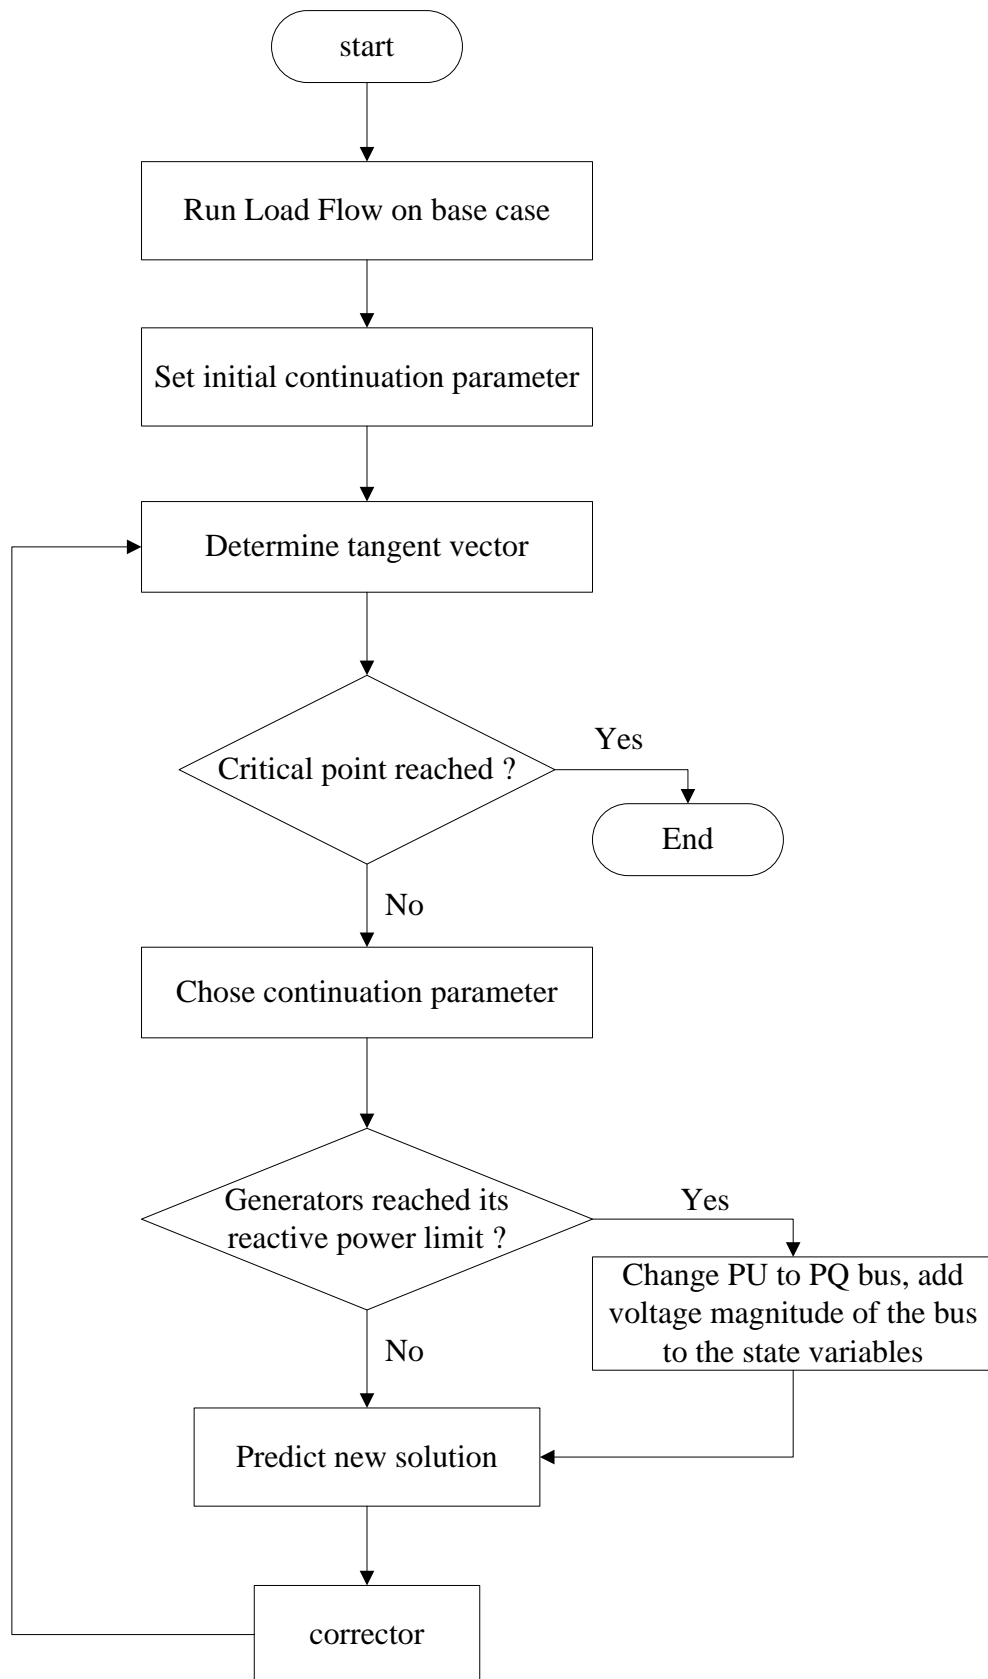 start
Run Load Flow on base case
Set initial continuation parameter
Determine tangent vector
Critical point reached ?
Yes
End
No
Chose continuation parameter
Generators reached its
reactive power limit ?
Yes
Change PU to PQ bus, add
voltage magnitude of the bus
to the state variables
No
Predict new solution
corrector